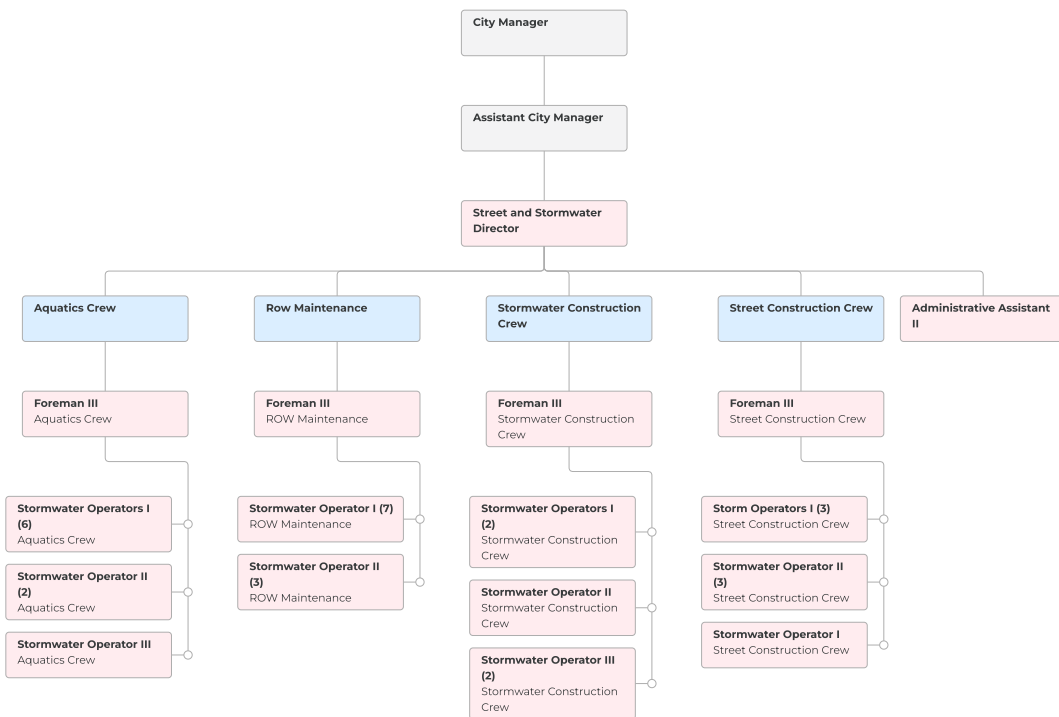 City Manager
Assistant City Manager
Street and Stormwater
Director
Aquatics Crew
Row Maintenance
Stormwater Construction
Crew
Street Construction Crew
Administrative Assistant
II
Foreman III
Aquatics Crew
Foreman III
ROW Maintenance
Foreman III
Stormwater Construction
Crew
Foreman III
Street Construction Crew
Stormwater Operators I
(6)
Aquatics Crew
Stormwater Operator II
(2)
Aquatics Crew
Stormwater Operator III
Aquatics Crew
Stormwater Operator I (7)
ROW Maintenance
Stormwater Operator II
(3)
ROW Maintenance
Stormwater Operators I
(2)
Stormwater Construction
Crew
Stormwater Operator II
Stormwater Construction
Crew
Stormwater Operator III
(2)
Stormwater Construction
Crew
Storm Operators I (3)
Street Construction Crew
Stormwater Operator II
(3)
Street Construction Crew
Stormwater Operator I
Street Construction Crew